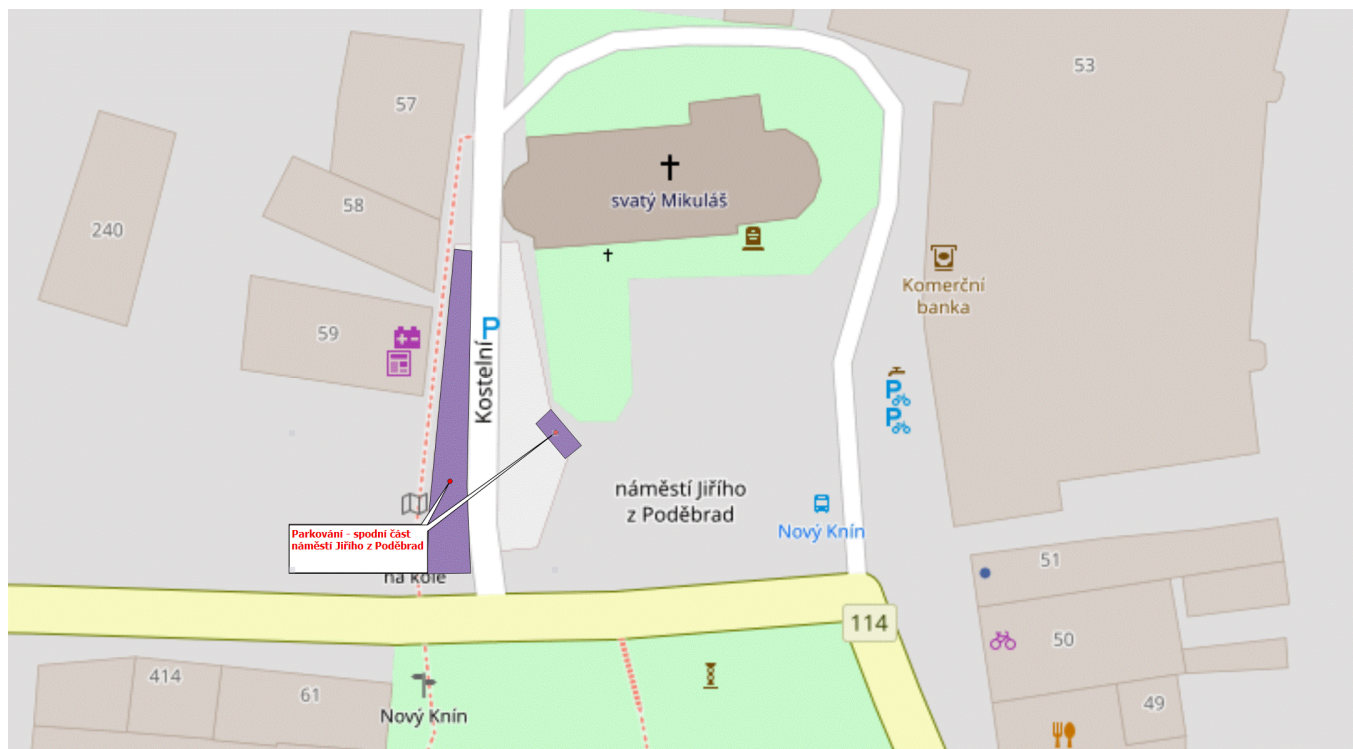 57
53
58
svatý Mikuláš
240
Komerční
banka
59
P
Kostelní
P
P
náměstí Jiřího
z Poděbrad
Nový Knín
Parkování - spodní část
náměstí Jiřího z Poděbrad
na kole
51
114
50
414
61
49
Nový Knín